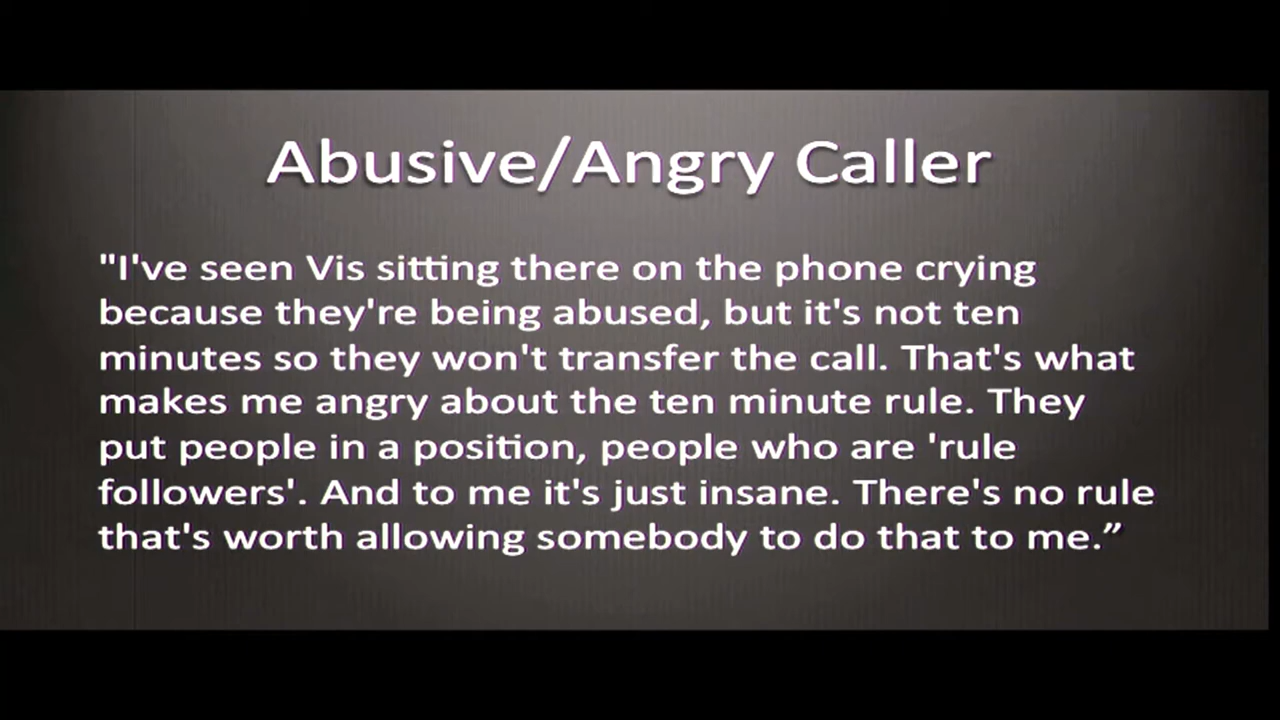 Abusive/Angry Caller
"I've seen Vis sitting there on the phone crying
because they're being abused, but it's not ten
minutes so they won't transfer the call. That's what
makes me angry about the ten minute rule. They
put people in a position, people who are 'rule
followers'. And to me it's just insane. There's no rule
that's worth allowing somebody to do that to me.”